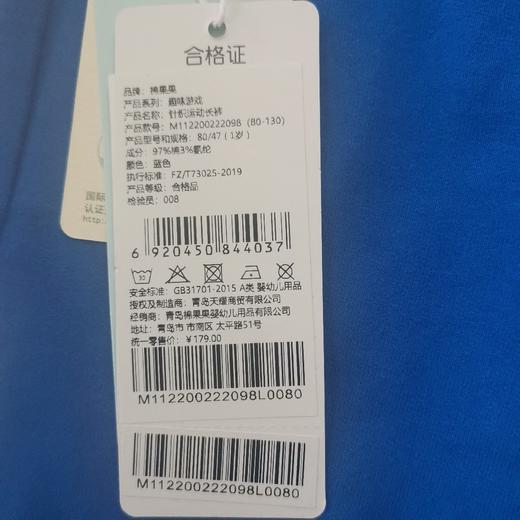 合格证
品牌：棉果果
产品系列：趣味游戏
产品名称：针织运动长裤
产品款号：M112200222098（80-130）
产品型号和规格：80/47（1岁）
成分：97%棉3%氨纶
颜色：蓝色
执行标准：FZ/T73025-2019
产品等级：合格品
检验员：008
6 920450 844037
安全标准：GB31701-2015 A类 婴幼儿用品
授权及制造商：青岛天耀商贸有限公司
经销商：青岛棉果果婴幼儿用品有限公司
地址：青岛市 市南区 太平路51号
统一零售价：￥179.00
M112200222098L0080
M112200222098L0080
国际
认证
http: